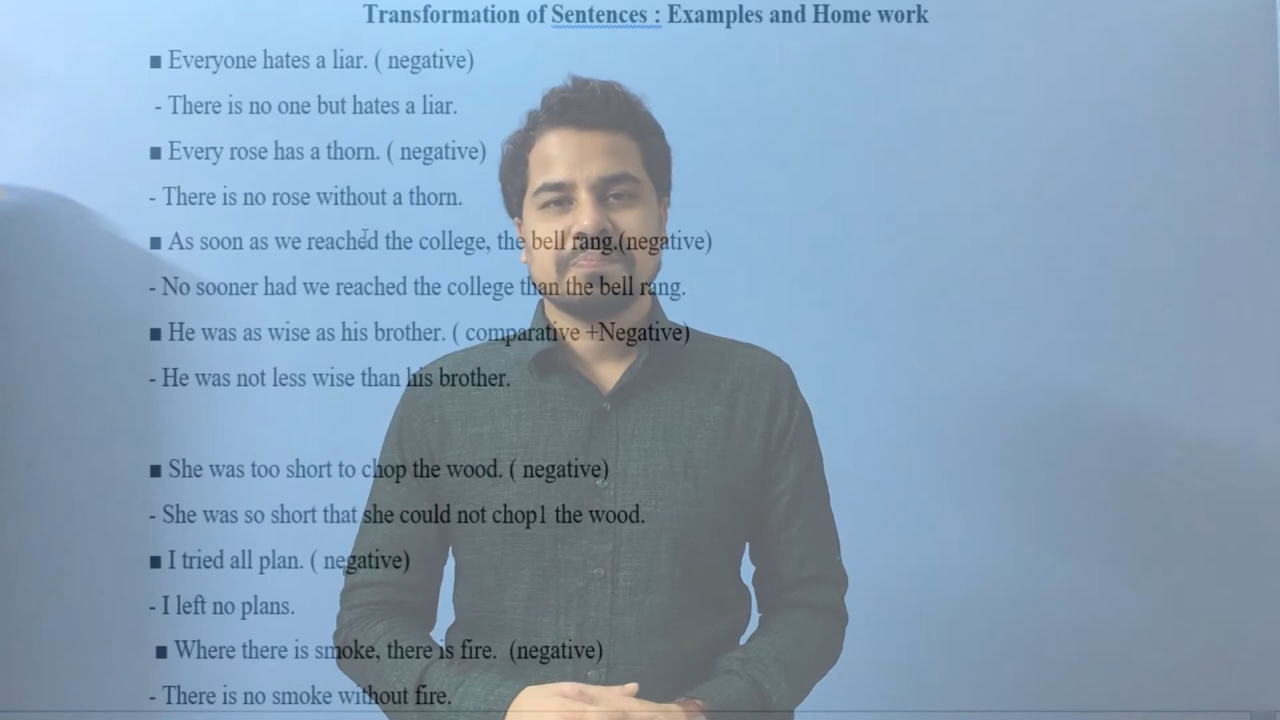 Transformation of Sentences : Examples and Home work
■ Everyone hates a liar. ( negative)
- There is no one but hates a liar.
■ Every rose has a thorn. ( negative)
- There is no rose without a thorn.
■ As soon as we reached the college, the bell rang.(negative)
- No sooner had we reached the college than the bell rang.
■ He was as wise as his brother. ( comparative +Negative)
- He was not less wise than his brother.
■ She was too short to chop the wood. ( negative)
- She was so short that she could not chop1 the wood.
■ I tried all plan. ( negative)
- I left no plans.
■ Where there is smoke, there is fire. (negative)
- There is no smoke without fire.